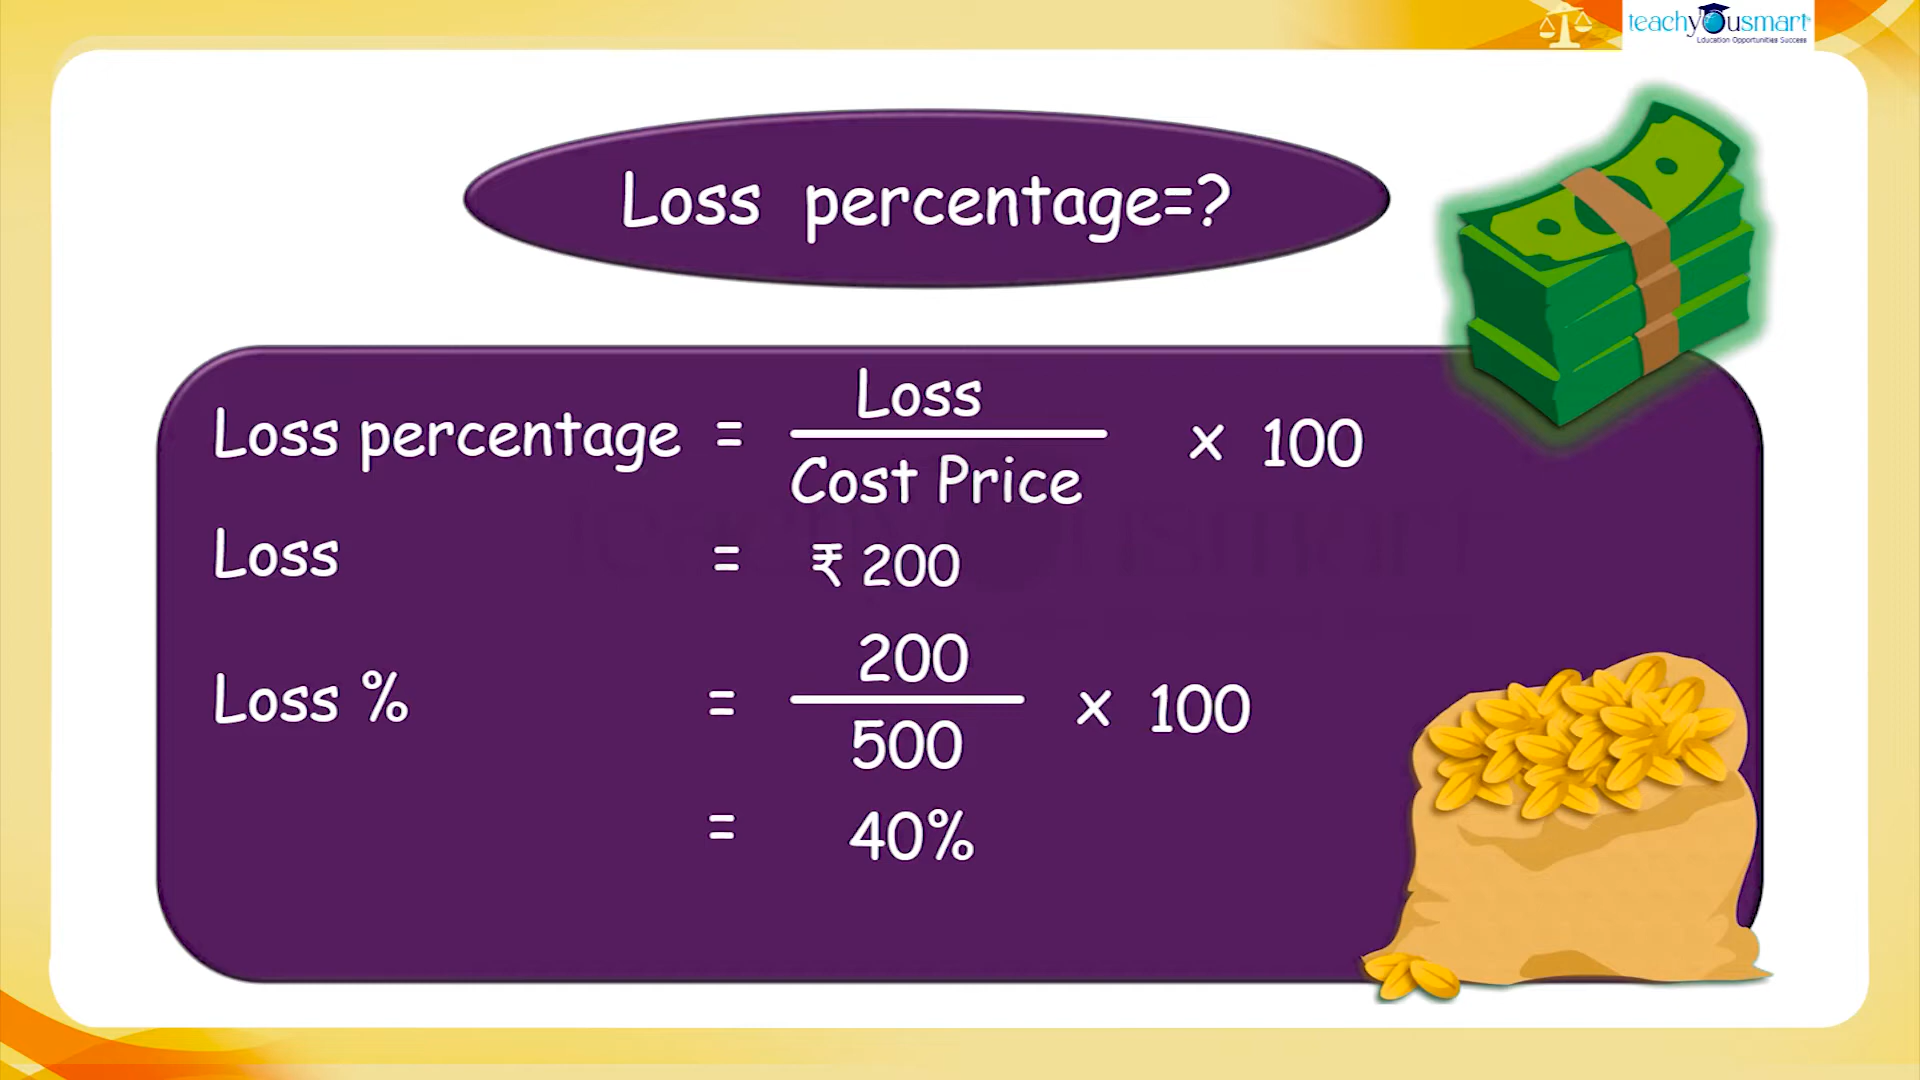 teachyousmart
Education Opportunities Success
Loss percentage=?
Loss percentage = Loss / Cost Price x 100
Loss = ₹ 200
Loss % = 200 / 500 x 100
= 40%
teachyousmart